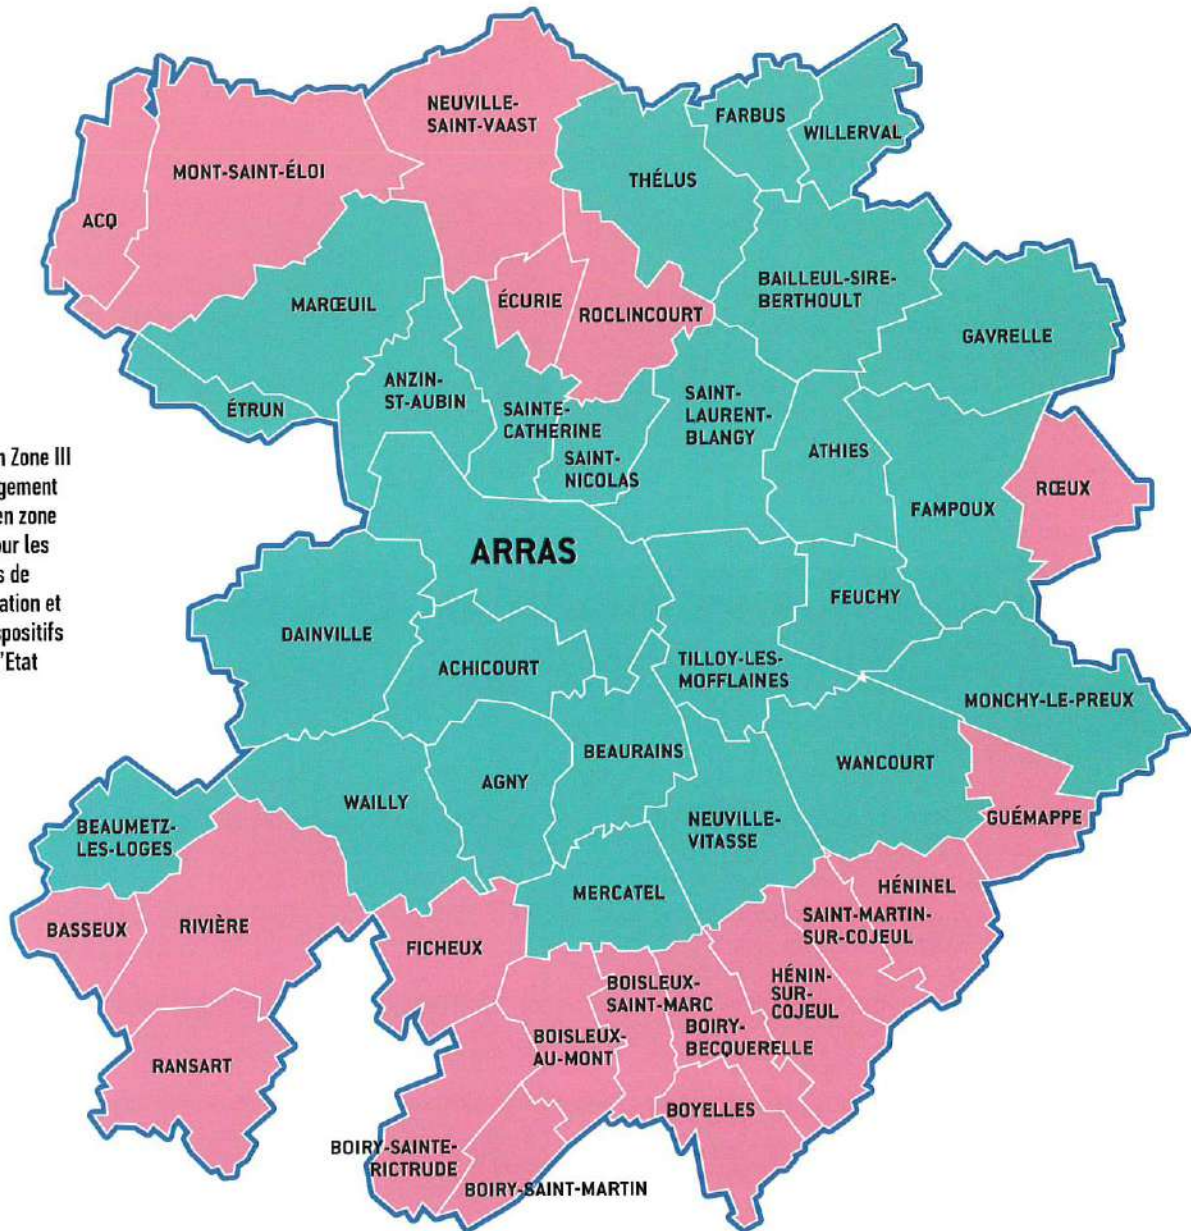 NEUVILLE-
SAINT-VAAST
FARBUS
WILLERVAL
MONT-SAINT-ÉLOI
THÉLUS
ACQ
BAILLEUL-SIRE-
BERTHOULT
MARŒUIL
ÉCURIE
ROCLINCOURT
GAVRELLE
ÉTRUN
ANZIN-
ST-AUBIN
SAINTE-
CATHERINE
SAINT-
NICOLAS
SAINT-
LAURENT-
BLANGY
ATHIES
FAMPOUX
RŒUX
n Zone III
gement
en zone
our les
s de
ation et
positifs
'Etat
ARRAS
FEUCHY
DAINVILLE
ACHICOURT
TILLOY-LES-
MOFFLAINES
MONCHY-LE-PREUX
BEAURAINS
WANCOURT
AGNY
WAILLY
NEUVILLE-
VITASSE
GUÉMAPPE
BEAUMETZ-
LES-LOGES
MERCATEL
HÉNINEL
BASSEUX
RIVIÈRE
FICHEUX
SAINT-MARTIN-
SUR-COJEUL
BOISLEUX-
SAINT-MARC
HÉNIN-
SUR-
COJEUL
BOISLEUX-
AU-MONT
BOIRY-
BECQUERELLE
RANSART
BOYELLES
BOIRY-SAINTE-
RICTRUDE
BOIRY-SAINT-MARTIN